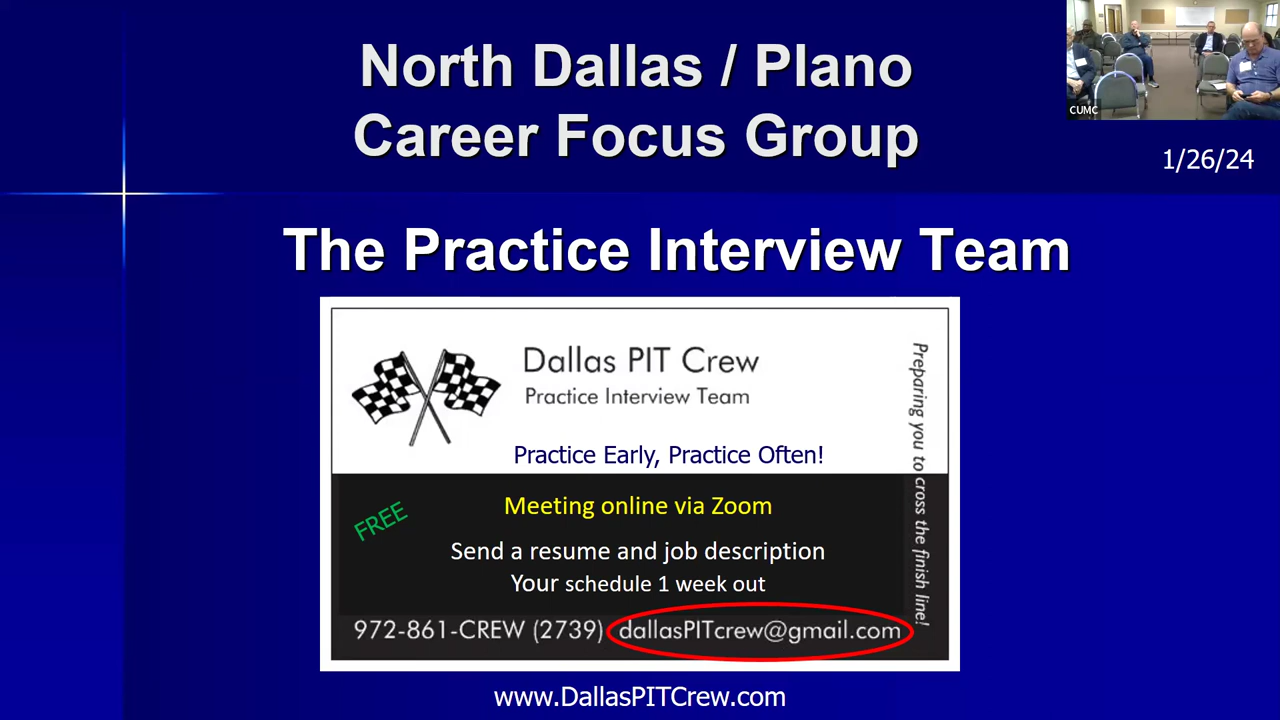 North Dallas / Plano
Career Focus Group
CUMC
1/26/24
The Practice Interview Team
Dallas PIT Crew
Practice Interview Team
Practice Early, Practice Often!
Preparing you to cross the finish line!
FREE
Meeting online via Zoom
Send a resume and job description
Your schedule 1 week out
972-861-CREW (2739) dallasPITcrew@gmail.com
www.DallasPITCrew.com